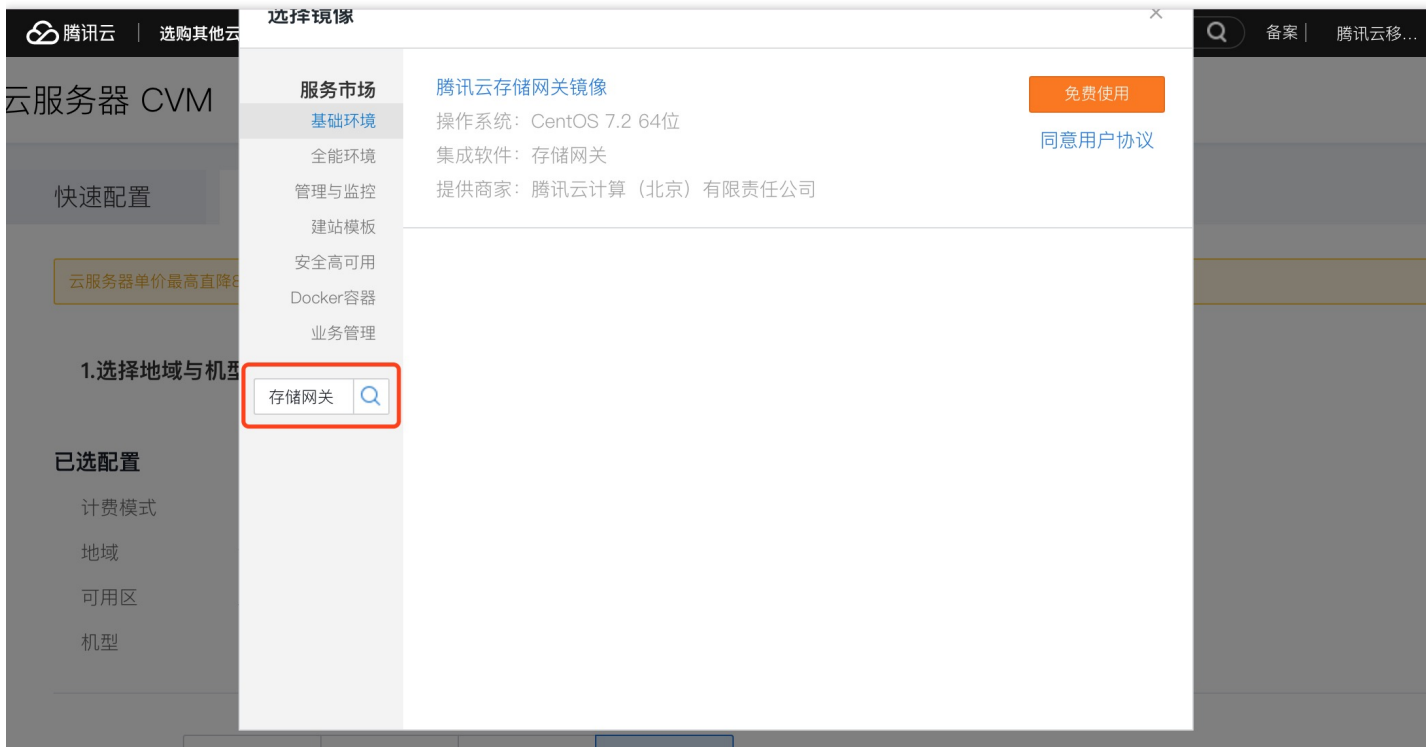 腾讯云 | 选购其他云
选择镜像
×
备案 |
腾讯云移...
云服务器 CVM
快速配置
云服务器单价最高直降
1.选择地域与机型
已选配置
计费模式
地域
可用区
机型
服务市场
基础环境
全能环境
管理与监控
建站模板
安全高可用
Docker容器
业务管理
存储网关
腾讯云存储网关镜像
操作系统：CentOS 7.2 64位
集成软件：存储网关
提供商家：腾讯云计算（北京）有限责任公司
免费使用
同意用户协议